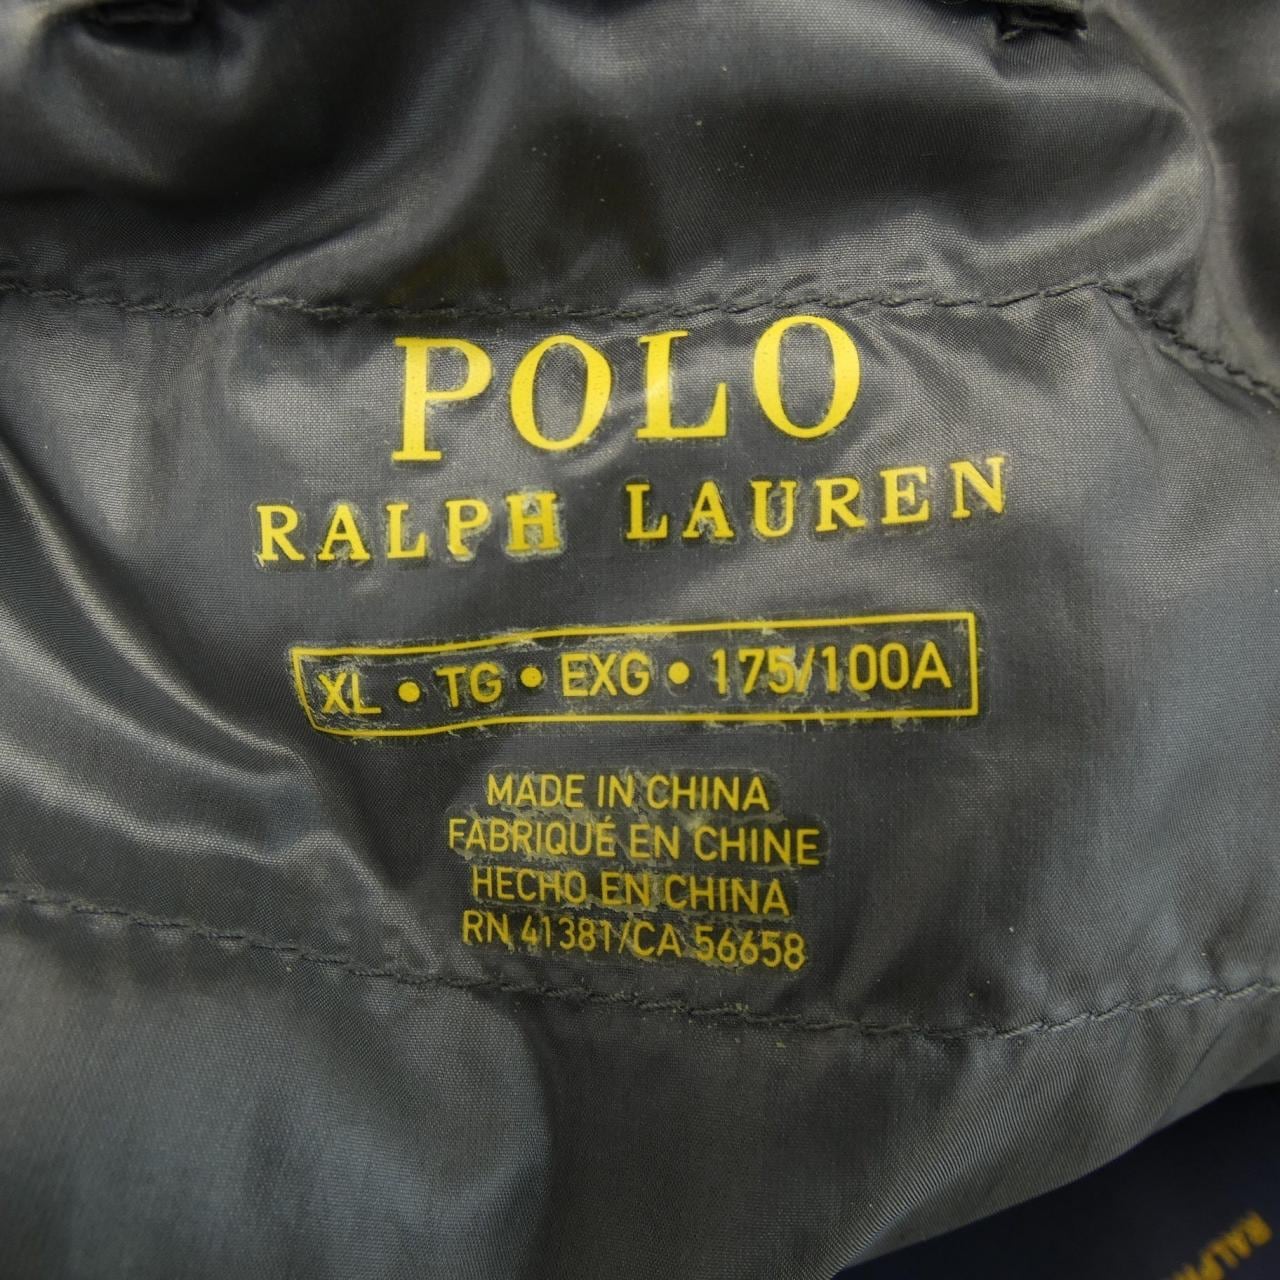 POLO
RALPH LAUREN
XL • TG • EXG • 175/100A
MADE IN CHINA
FABRIQUÉ EN CHINE
HECHO EN CHINA
RN 41381/CA 56658
RALPH